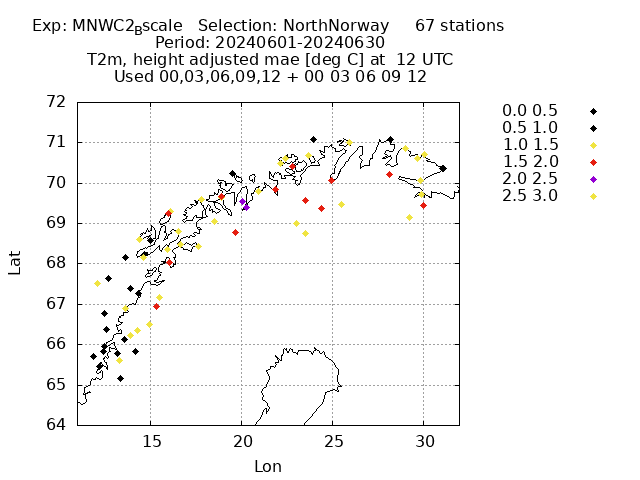 Exp: MNWC2Bscale Selection: NorthNorway 67 stations
Period: 20240601-20240630
T2m, height adjusted mae [deg C] at 12 UTC
Used 00,03,06,09,12 + 00 03 06 09 12
72
71
70
69
68
67
66
65
64
Lat
15 20 25 30
Lon
0.0 0.5
0.5 1.0
1.0 1.5
1.5 2.0
2.0 2.5
2.5 3.0